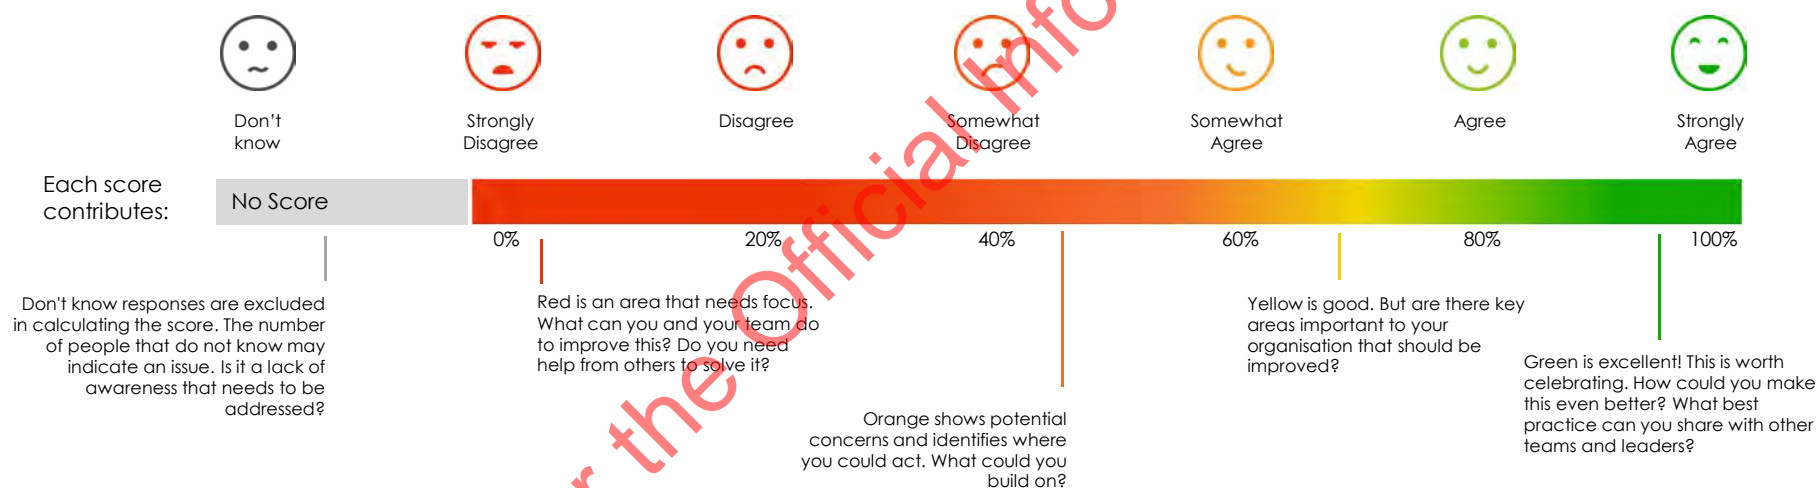 Don't
know
Strongly
Disagree
Disagree
Somewhat
Disagree
Somewhat
Agree
Agree
Strongly
Agree
Each score
contributes:
No Score
0%
20%
40%
60%
80%
100%
Don't know responses are excluded
in calculating the score. The number
of people that do not know may
indicate an issue. Is it a lack of
awareness that needs to be
addressed?
Red is an area that needs focus.
What can you and your team do
to improve this? Do you need
help from others to solve it?
Orange shows potential
concerns and identifies where
you could act. What could you
build on?
Yellow is good. But are there key
areas important to your
organisation that should be
improved?
Green is excellent! This is worth
celebrating. How could you make
this even better? What best
practice can you share with other
teams and leaders?
the Official